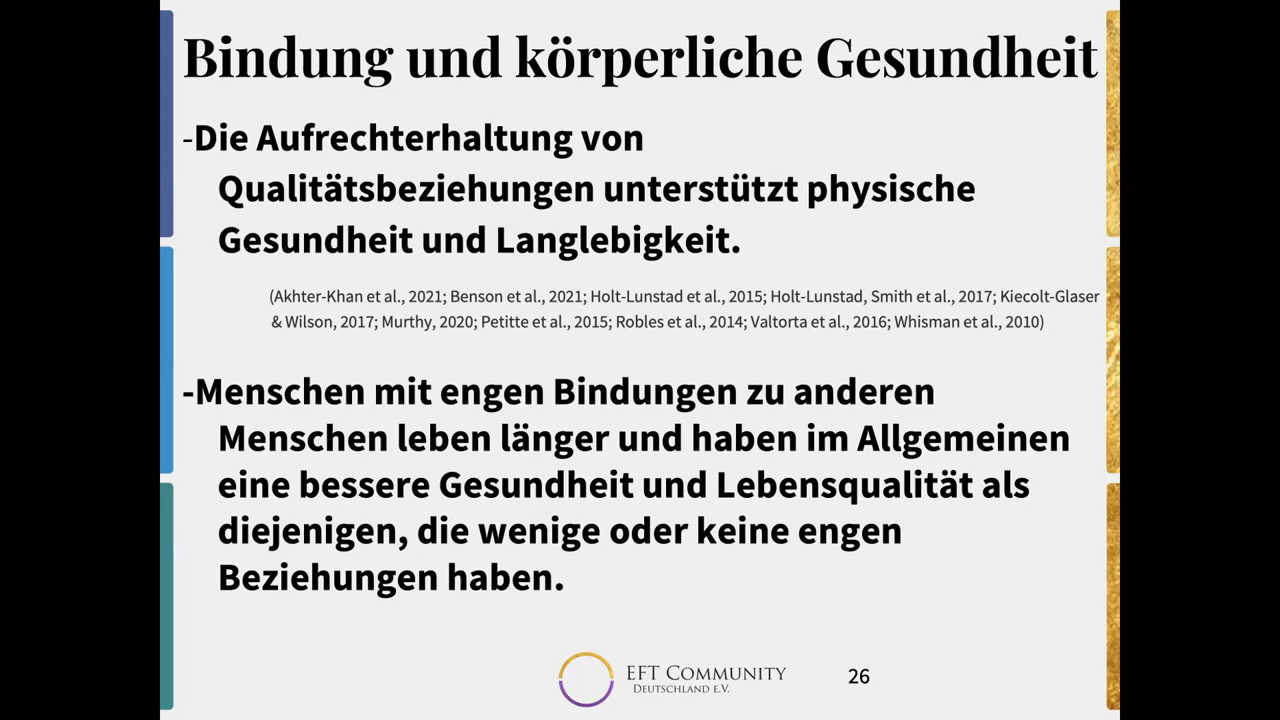 Bindung und körperliche Gesundheit
-Die Aufrechterhaltung von
Qualitätsbeziehungen unterstützt physische
Gesundheit und Langlebigkeit.
(Akhter-Khan et al., 2021; Benson et al., 2021; Holt-Lunstad et al., 2015; Holt-Lunstad, Smith et al., 2017; Kiecolt-Glaser
& Wilson, 2017; Murthy, 2020; Petitte et al., 2015; Robles et al., 2014; Valtorta et al., 2016; Whisman et al., 2010)
-Menschen mit engen Bindungen zu anderen
Menschen leben länger und haben im Allgemeinen
eine bessere Gesundheit und Lebensqualität als
diejenigen, die wenige oder keine engen
Beziehungen haben.
EFT Community
Deutschland e.V.
26